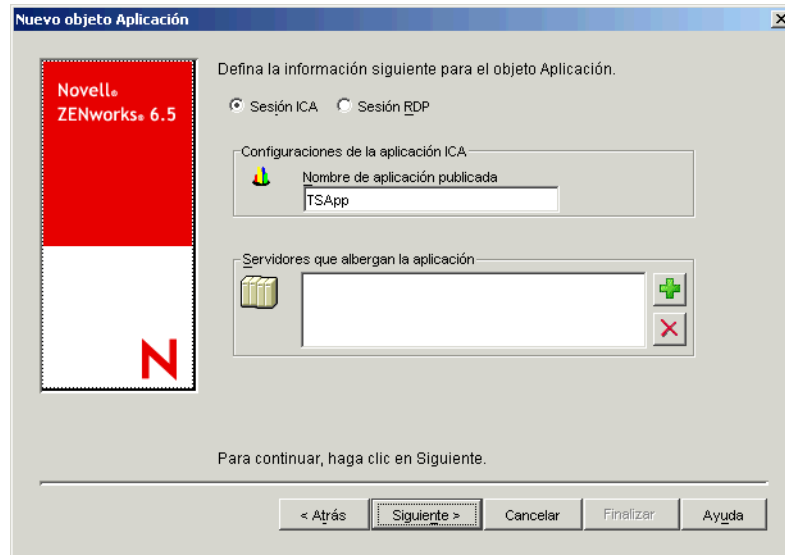 Nuevo objeto Aplicación
Novell®
ZENworks® 6.5
Defina la información siguiente para el objeto Aplicación.
Sesión ICA
Sesión RDP
Configuraciones de la aplicación ICA
Nombre de aplicación publicada
TSApp
Servidores que albergan la aplicación
N
Para continuar, haga clic en Siguiente.
< Atrás
Siguiente >
Cancelar
Finalizar
Ayuda